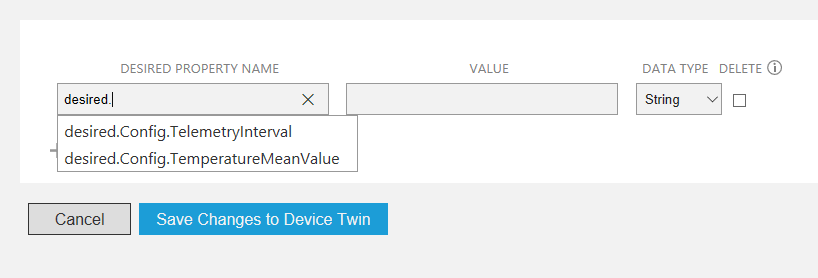 DESIRED PROPERTY NAME VALUE DATA TYPE DELETE
desired. String
desired.Config.TelemetryInterval
desired.Config.TemperatureMeanValue
Cancel Save Changes to Device Twin